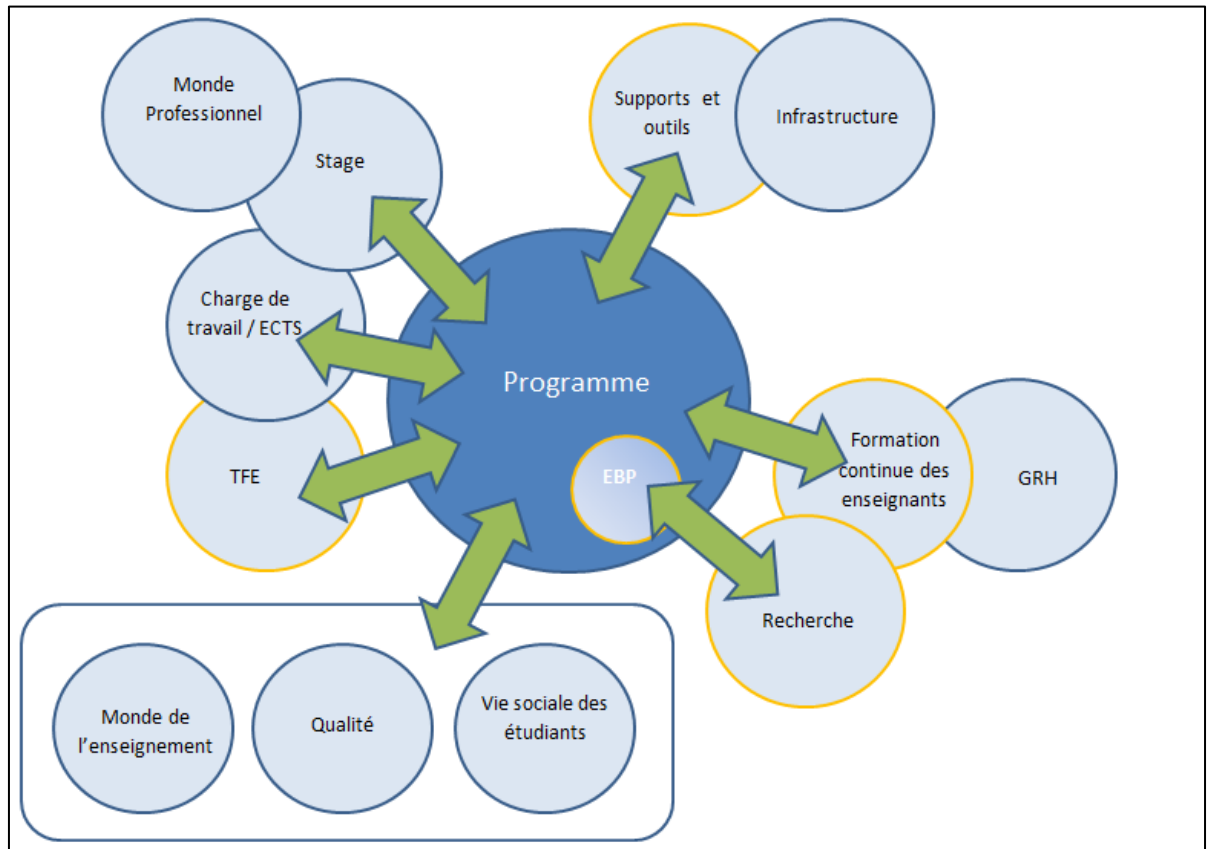 Monde
Professionnel
Stage
Supports et
outils
Infrastructure
Charge de
travail / ECTS
Programme
TFE
EBP
Formation
continue des
enseignants
GRH
Recherche
Monde de
l'enseignement
Qualité
Vie sociale des
étudiants